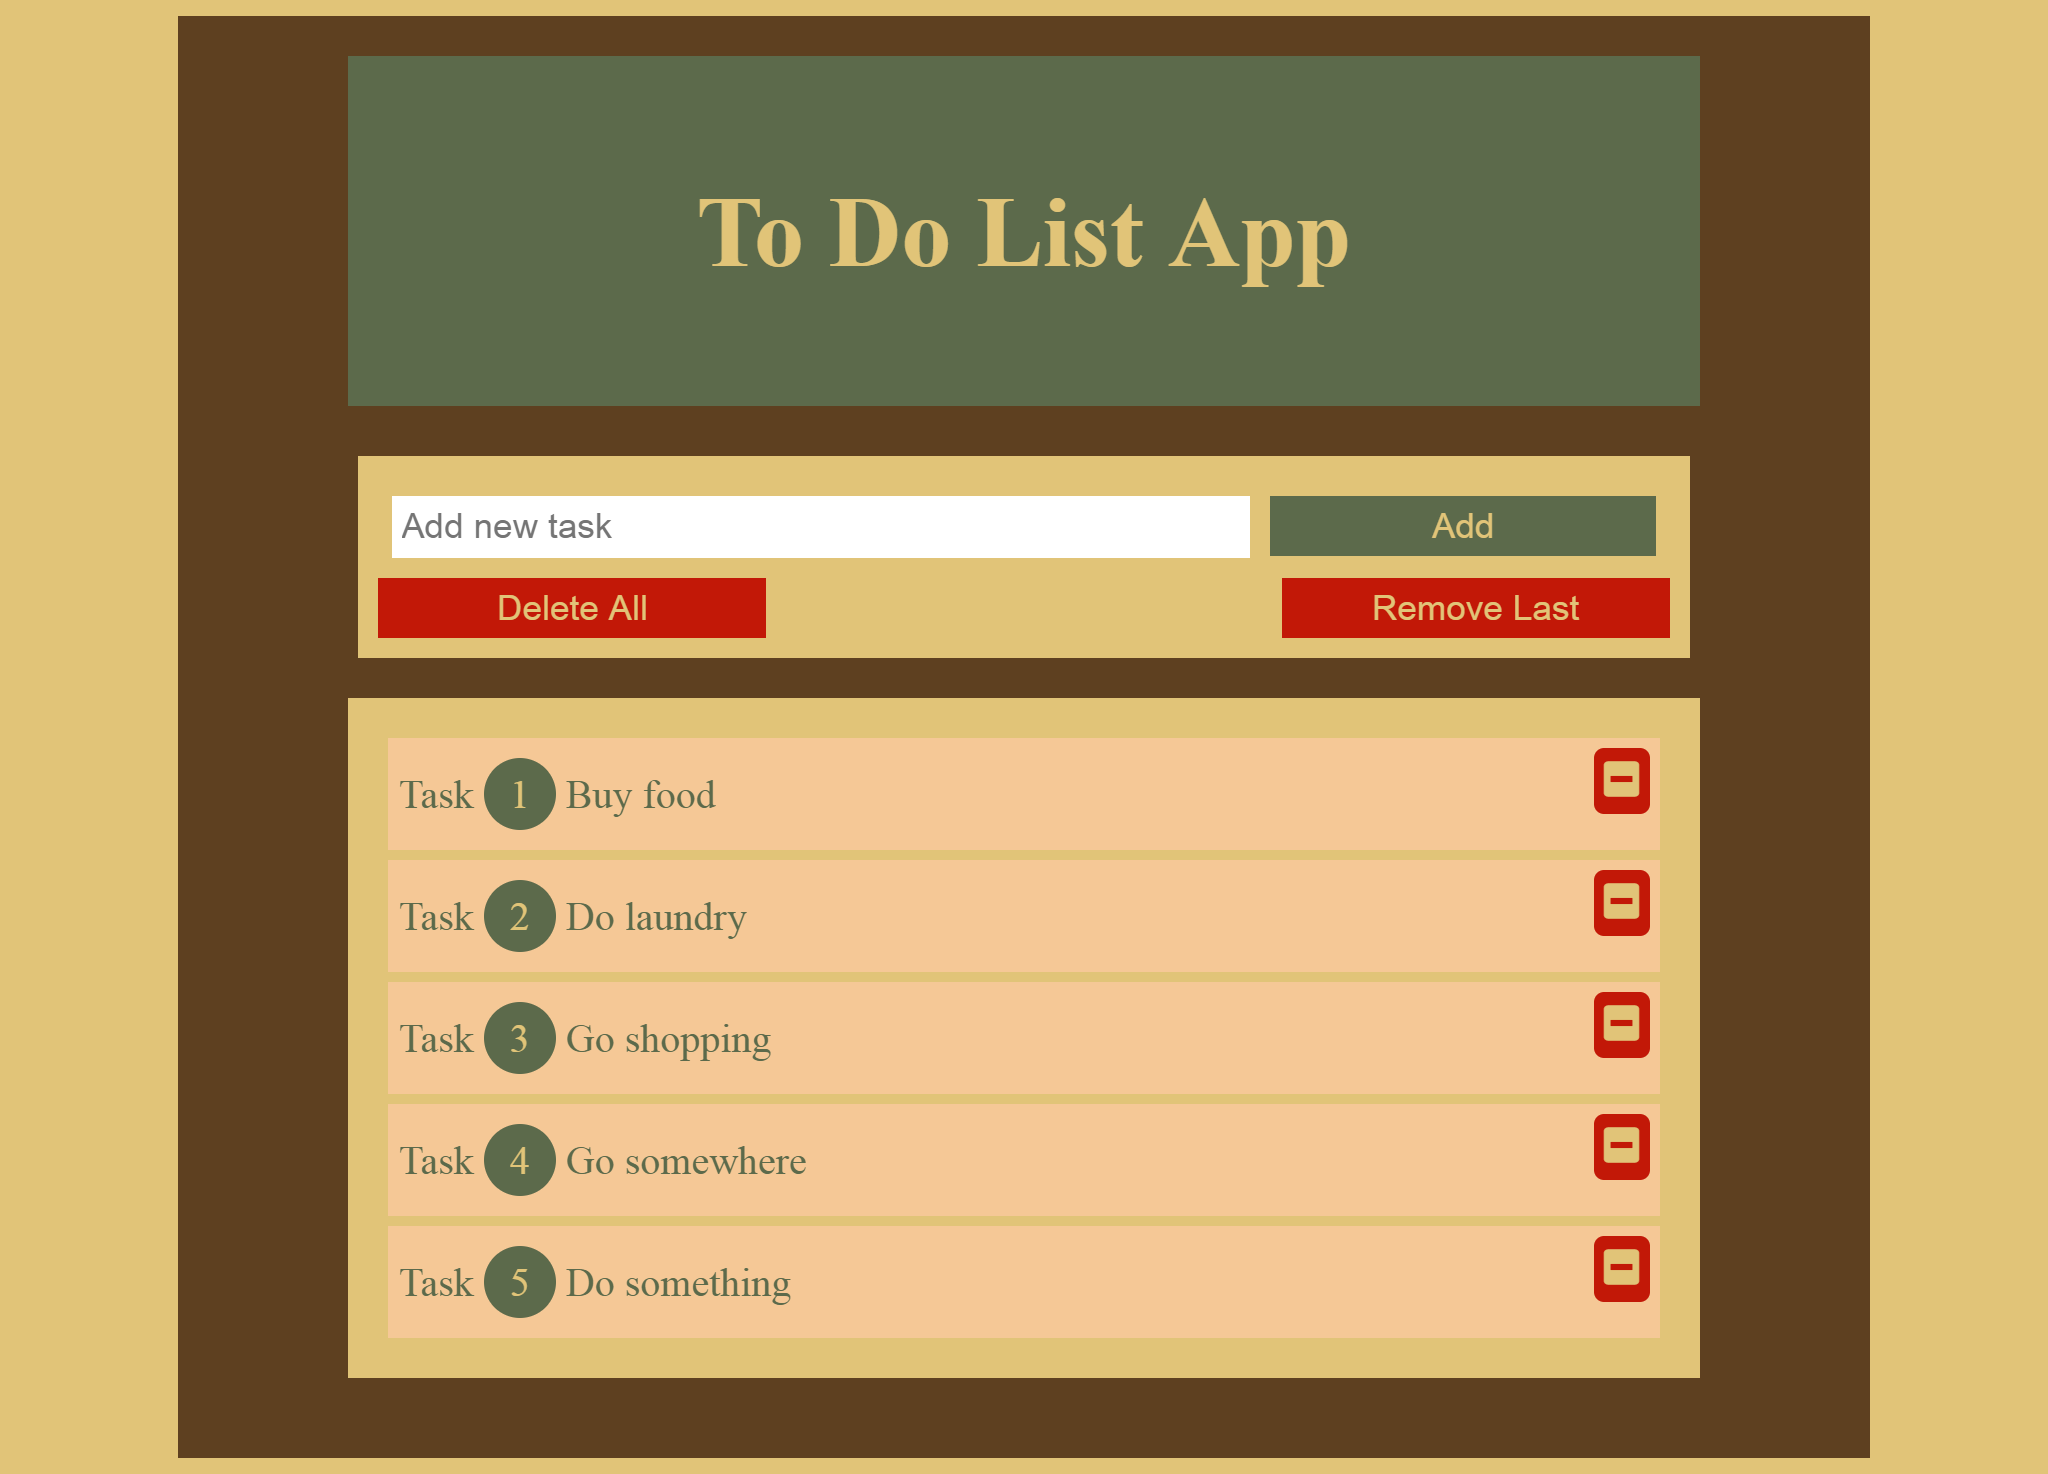 To Do List App
Add new task Add
Delete All Remove Last
Task 1 Buy food
Task 2 Do laundry
Task 3 Go shopping
Task 4 Go somewhere
Task 5 Do something